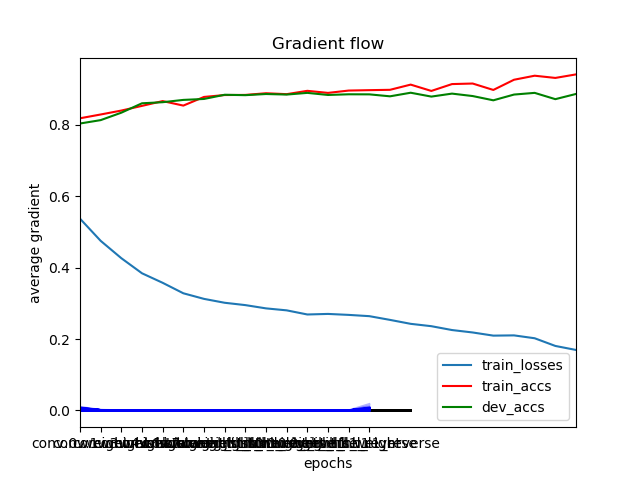 Gradient flow
average gradient
0.8
0.6
0.4
0.2
0.0
train_losses
train_accs
dev_accs
epochs